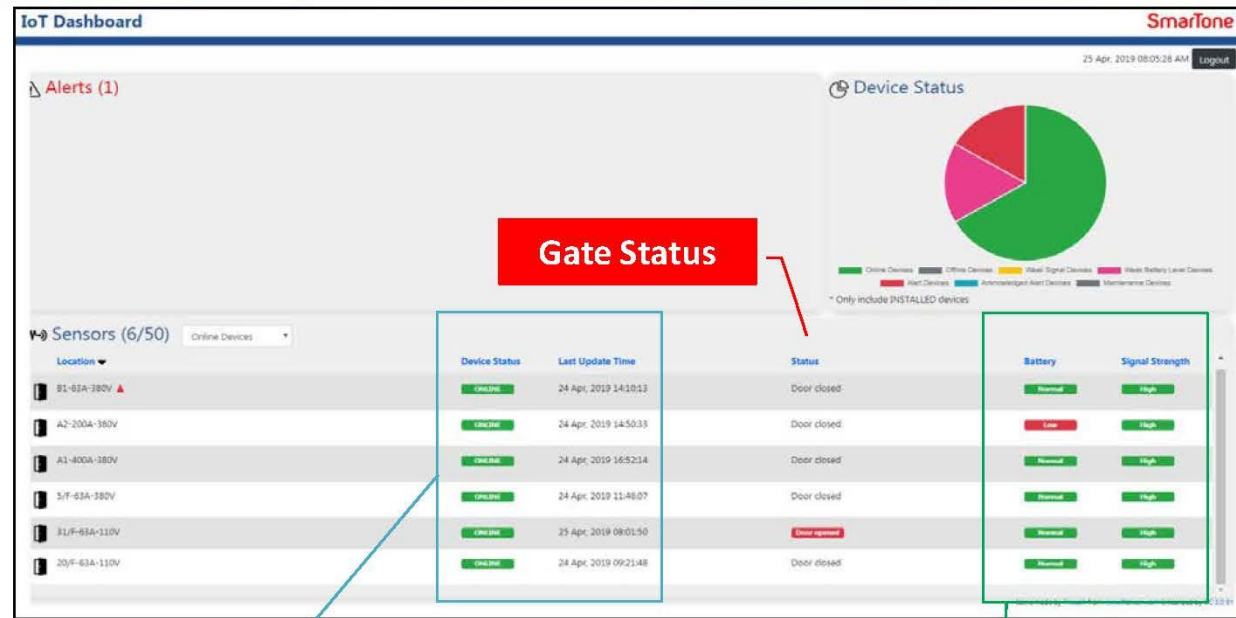 IoT Dashboard
SmarTone
25 Apr, 2019 08:05:28 AM Logout
Alerts (1)
Device Status
Gate Status
Online Devices Offline Devices Weak Signal Devices Weak Battery Level Devices
Alert Devices Acknowledged Alert Devices Maintenance Devices
* Only include INSTALLED devices
Sensors (6/50) Online Devices
Location Device Status Last Update Time Status Battery Signal Strength
B1-63A-380V ONLINE 24 Apr, 2019 14:10:13 Door closed Normal High
A2-200A-380V ONLINE 24 Apr, 2019 14:50:33 Door closed Low High
A1-400A-380V ONLINE 24 Apr, 2019 16:52:14 Door closed Normal High
5/F-63A-380V ONLINE 24 Apr, 2019 11:46:07 Door closed Normal High
31/F-63A-110V ONLINE 25 Apr, 2019 08:01:50 Door opened Normal High
20/F-63A-110V ONLINE 24 Apr, 2019 09:21:48 Door closed Normal High